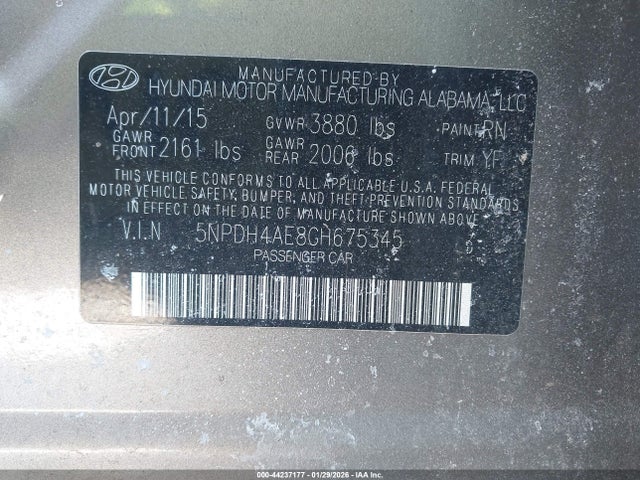 MANUFACTURED BY
HYUNDAI MOTOR MANUFACTURING ALABAMA, LLC
Apr/11/15 GVWR 3880 lbs PAINT RN
GAWR FRONT 2161 lbs GAWR REAR 2006 lbs TRIM YF
THIS VEHICLE CONFORMS TO ALL APPLICABLE U.S.A. FEDERAL
MOTOR VEHICLE SAFETY, BUMPER, AND THEFT PREVENTION STANDARDS
IN EFFECT ON THE DATE OF MANUFACTURE SHOWN ABOVE.
V.I.N 5NPDH4AE8GH675345
PASSENGER CAR
000-44237177 - 01/29/2026 - IAA Inc.